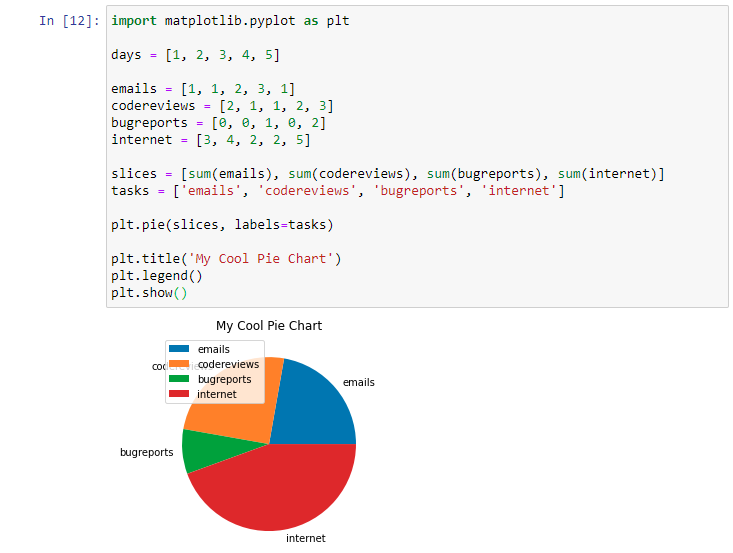 In [12]: import matplotlib.pyplot as plt
days = [1, 2, 3, 4, 5]
emails = [1, 1, 2, 3, 1]
codereviews = [2, 1, 1, 2, 3]
bugreports = [0, 0, 1, 0, 2]
internet = [3, 4, 2, 2, 5]
slices = [sum(emails), sum(codereviews), sum(bugreports), sum(internet)]
tasks = ['emails', 'codereviews', 'bugreports', 'internet']
plt.pie(slices, labels=tasks)
plt.title('My Cool Pie Chart')
plt.legend()
plt.show()
My Cool Pie Chart
emails
codereviews
codereviews
bugreports
internet
emails
bugreports
internet